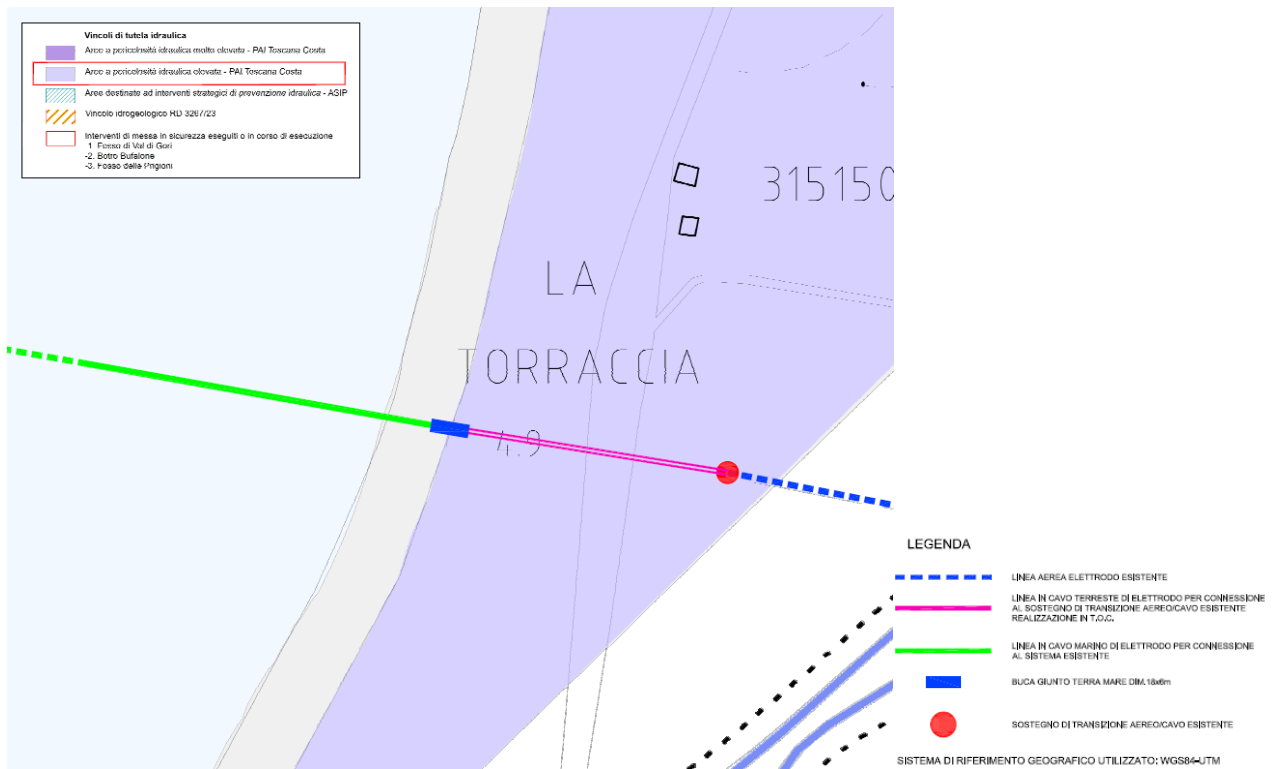 Vincoli di tutela idraulica
Aree a pericolosità idraulica molto elevata - PAI Toscana Costa
Aree a pericolosità idraulica elevata - PAI Toscana Costa
Aree destinate ad interventi strategici di prevenzione idraulica - ASIP
Vincolo idrogeologico RD 3267/23
Interventi di messa in sicurezza eseguiti o in corso di esecuzione
1 Fosso di Val di Gori
-2. Botro Bufalone
-3. Fosso delle Prigioni
315150
LA
TORRACCIA
4.9
LEGENDA
LINEA AEREA ELETTRODO ESISTENTE
LINEA IN CAVO TERRESTE DI ELETTRODO PER CONNESSIONE
AL SOSTEGNO DI TRANSIZIONE AEREO/CAVO ESISTENTE
REALIZZAZIONE IN T.O.C.
LINEA IN CAVO MARINO DI ELETTRODO PER CONNESSIONE
AL SISTEMA ESISTENTE
BUCA GIUNTO TERRA MARE DIM.18x6m
SOSTEGNO DI TRANSIZIONE AEREO/CAVO ESISTENTE
SISTEMA DI RIFERIMENTO GEOGRAFICO UTILIZZATO: WGS84-UTM